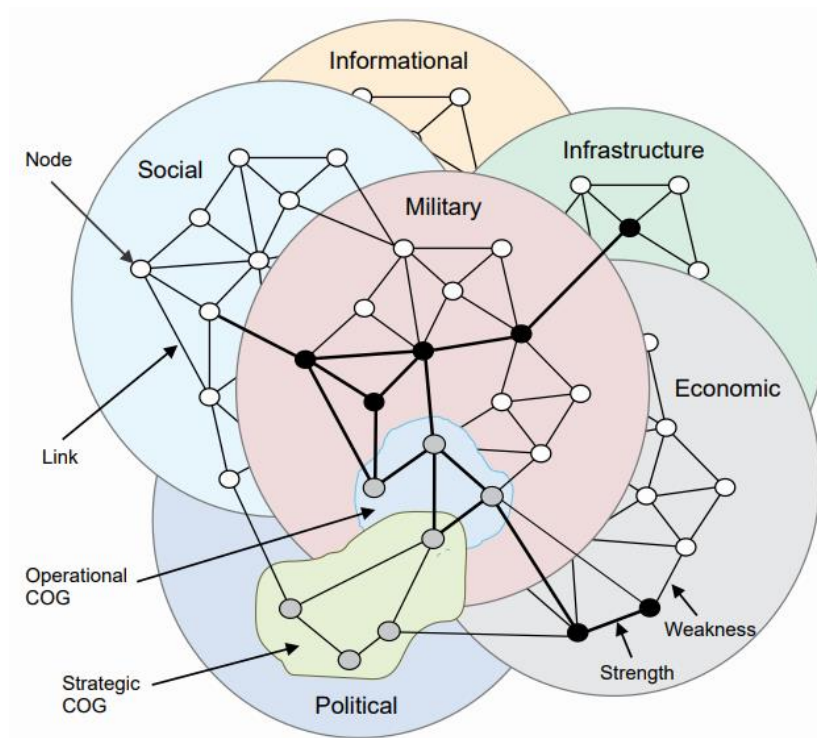 Informational
Infrastructure
Node
Social
Military
Economic
Link
Operational
COG
Weakness
Strength
Strategic
COG
Political